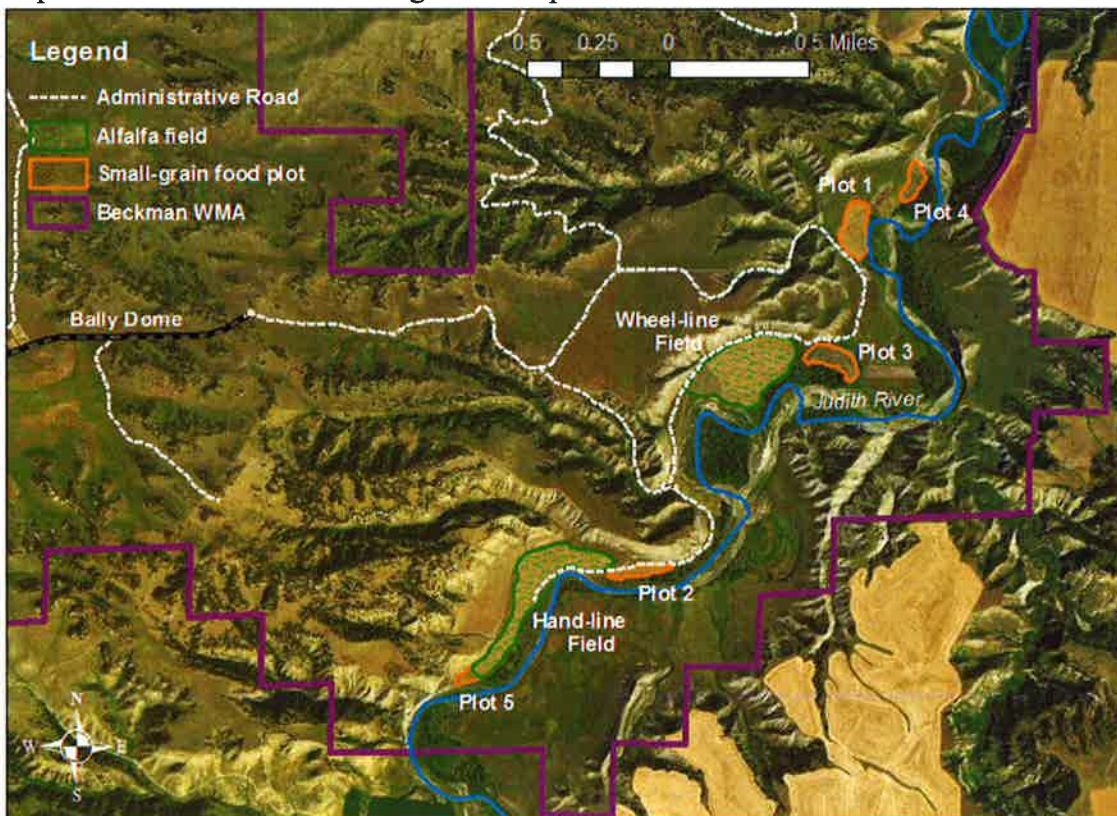 Legend
Administrative Road
Alfalfa field
Small-grain food plot
Beckman WMA
0.5 0.25 0 0.5 Miles
Plot 1
Plot 4
Bally Dome
Wheel-line
Field
Plot 3
Judith River
Plot 2
Hand-line
Field
Plot 5
N
W E
S